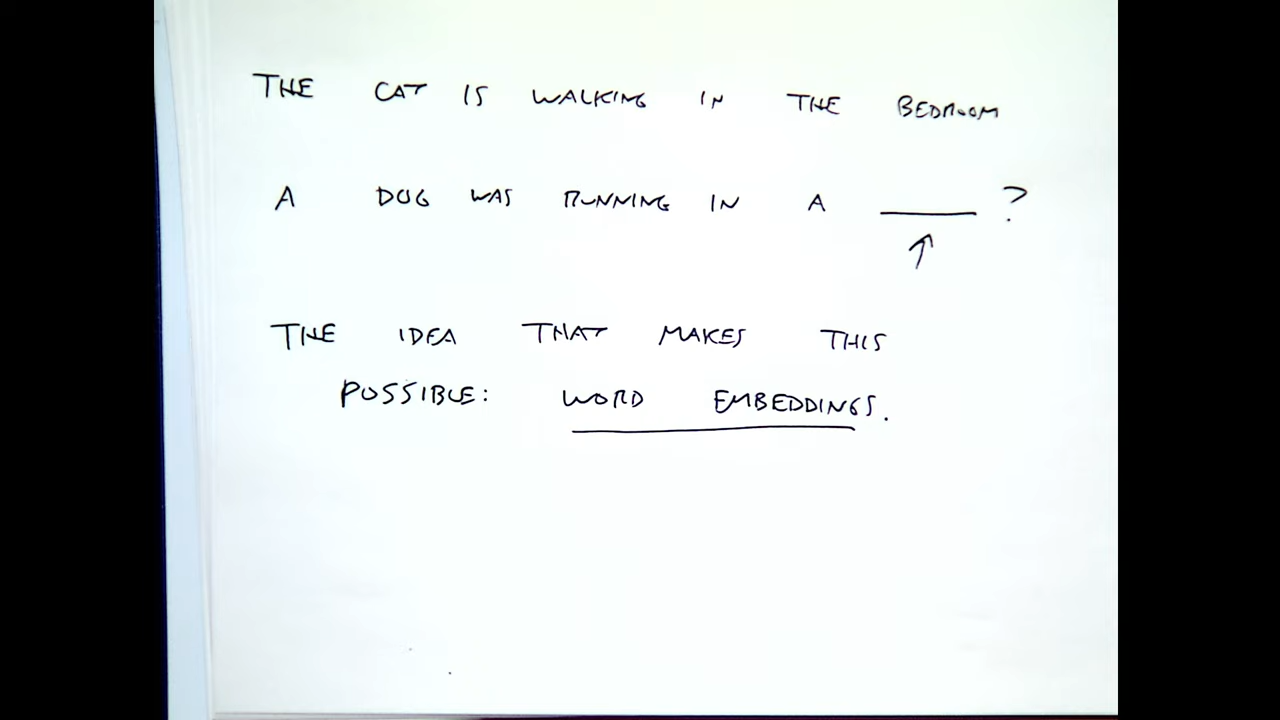 THE CAT IS WALKING IN THE BEDROOM
A DOG WAS RUNNING IN A ______ ?
↑
THE IDEA THAT MAKES THIS
POSSIBLE: WORD EMBEDDINGS.